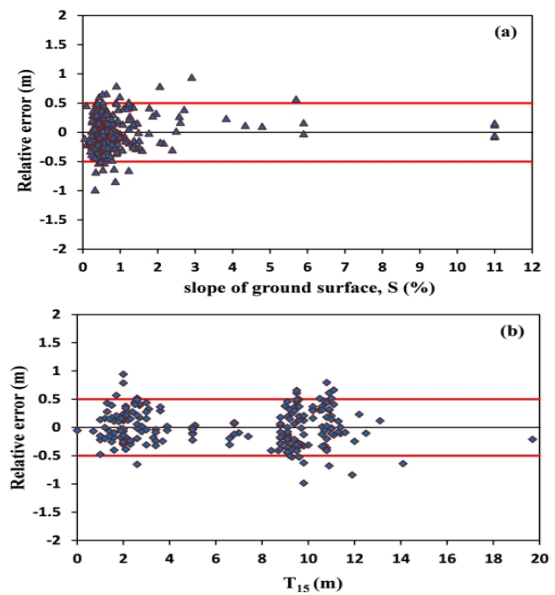 (a)
Relative error (m)
2
1.5
1
0.5
0
-0.5
-1
-1.5
-2
0 1 2 3 4 5 6 7 8 9 10 11 12
slope of ground surface, S (%)
(b)
Relative error (m)
2
1.5
1
0.5
0
-0.5
-1
-1.5
-2
0 2 4 6 8 10 12 14 16 18 20
T15 (m)